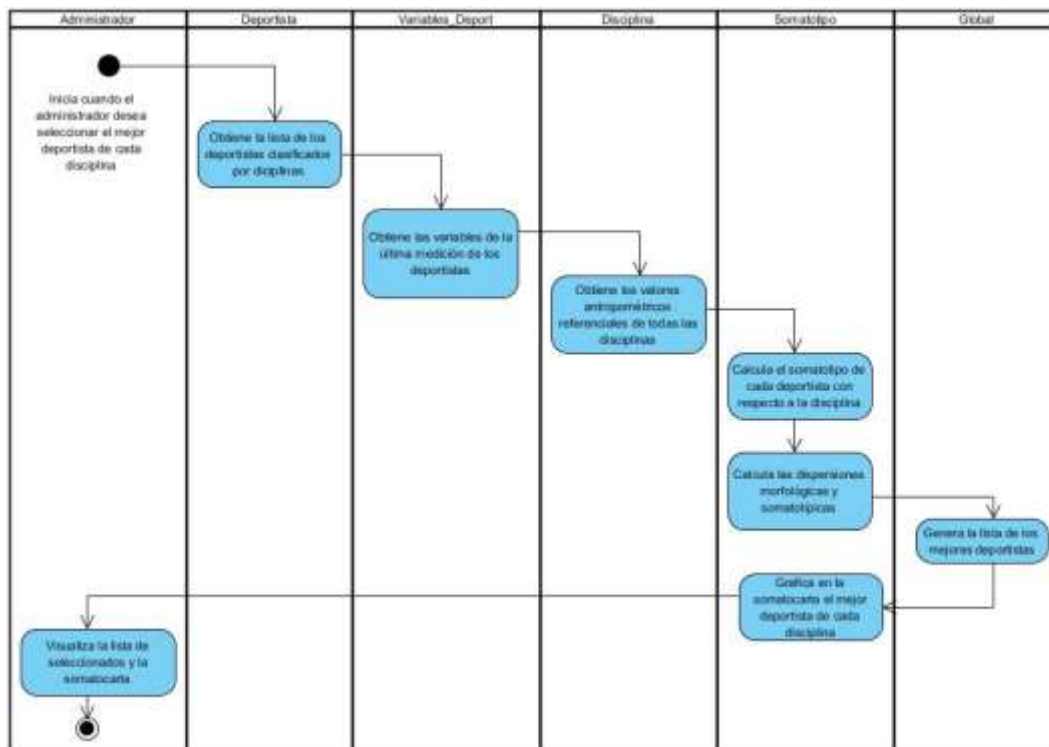 Administrador
Deportista
Variables_Deport
Disciplina
Somatotipo
Global
Inicia cuando el
administrador desea
seleccionar el mejor
deportista de cada
disciplina
Obtiene la lista de los
deportistas clasificados
por diciplinas
Obtiene las variables de la
última medición de los
deportistas
Obtiene los valores
antropométricos
referenciales de todas las
disciplinas
Calcula el somatotipo de
cada deportista con
respecto a la disciplina
Calcula las dispersiones
morfológicas y
somatotípicas
Genera la lista de los
mejores deportistas
Grafica en la
somatocarta el mejor
deportista de cada
disciplina
Visualiza la lista de
seleccionados y la
somatocarta